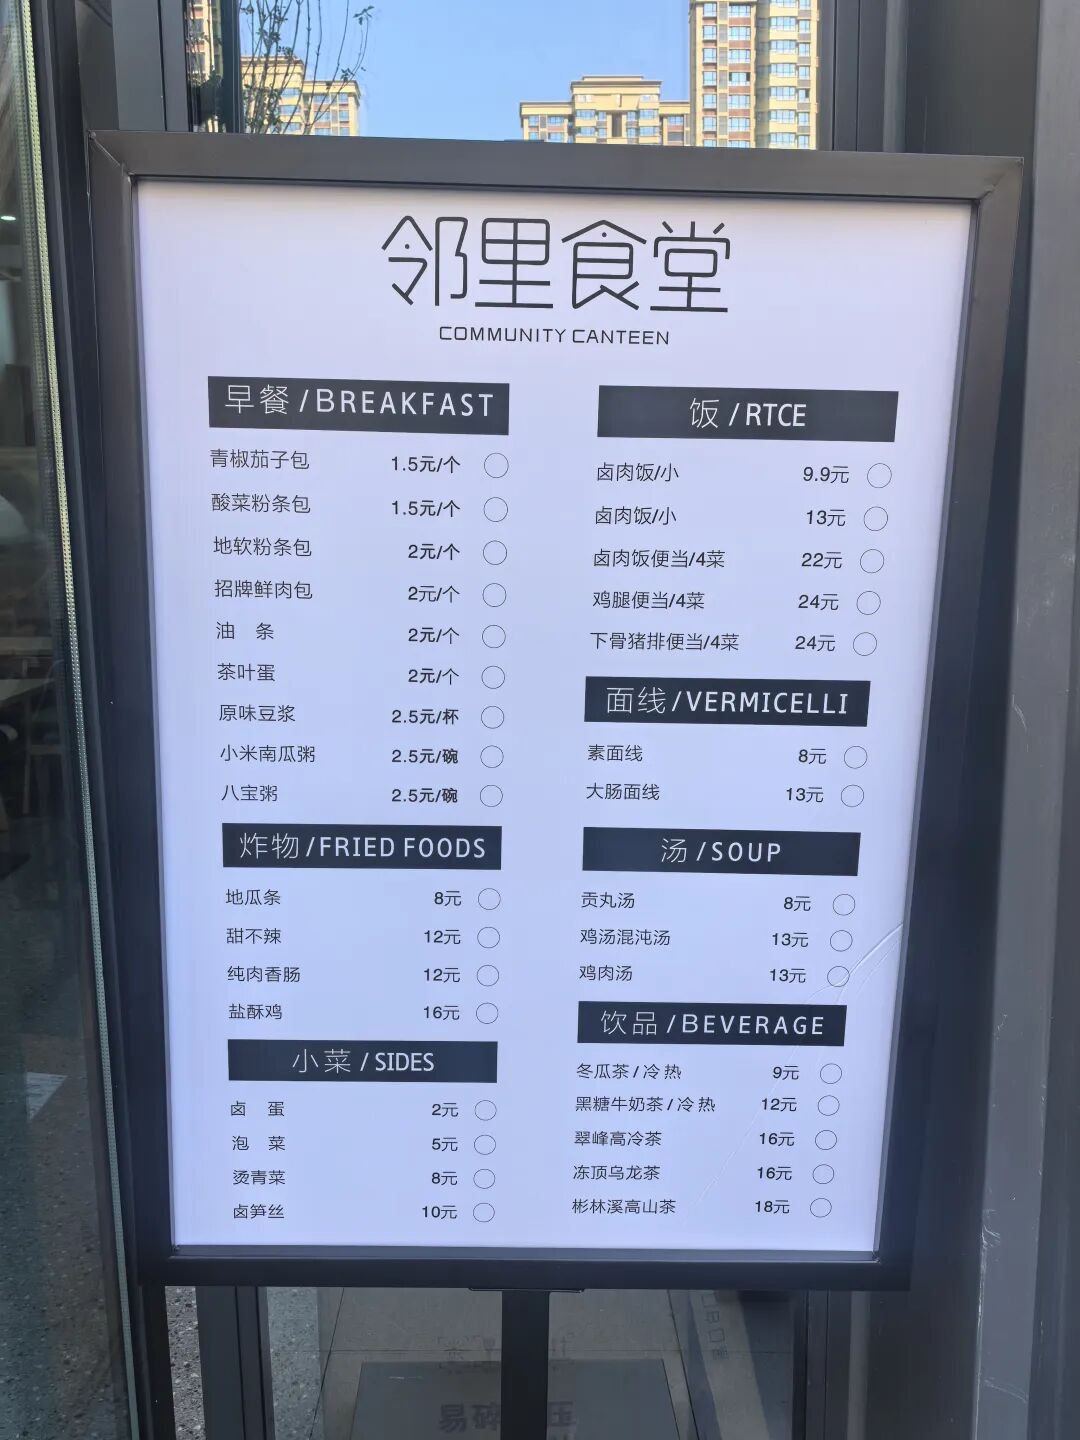 邻里食堂
COMMUNITY CANTEEN
早餐/BREAKFAST
青椒茄子包 1.5元/个
酸菜粉条包 1.5元/个
地软粉条包 2元/个
招牌鲜肉包 2元/个
油 条 2元/个
茶叶蛋 2元/个
原味豆浆 2.5元/杯
小米南瓜粥 2.5元/碗
八宝粥 2.5元/碗
炸物/FRIED FOODS
地瓜条 8元
甜不辣 12元
纯肉香肠 12元
盐酥鸡 16元
小菜/SIDES
卤 蛋 2元
泡 菜 5元
烫青菜 8元
卤笋丝 10元
饭/RTCE
卤肉饭/小 9.9元
卤肉饭/小 13元
卤肉饭便当/4菜 22元
鸡腿便当/4菜 24元
下骨猪排便当/4菜 24元
面线/VERMICELLI
素面线 8元
大肠面线 13元
汤/SOUP
贡丸汤 8元
鸡汤混沌汤 13元
鸡肉汤 13元
饮品/BEVERAGE
冬瓜茶/冷热 9元
黑糖牛奶茶/冷热 12元
翠峰高冷茶 16元
冻顶乌龙茶 16元
彬林溪高山茶 18元
易碎 压